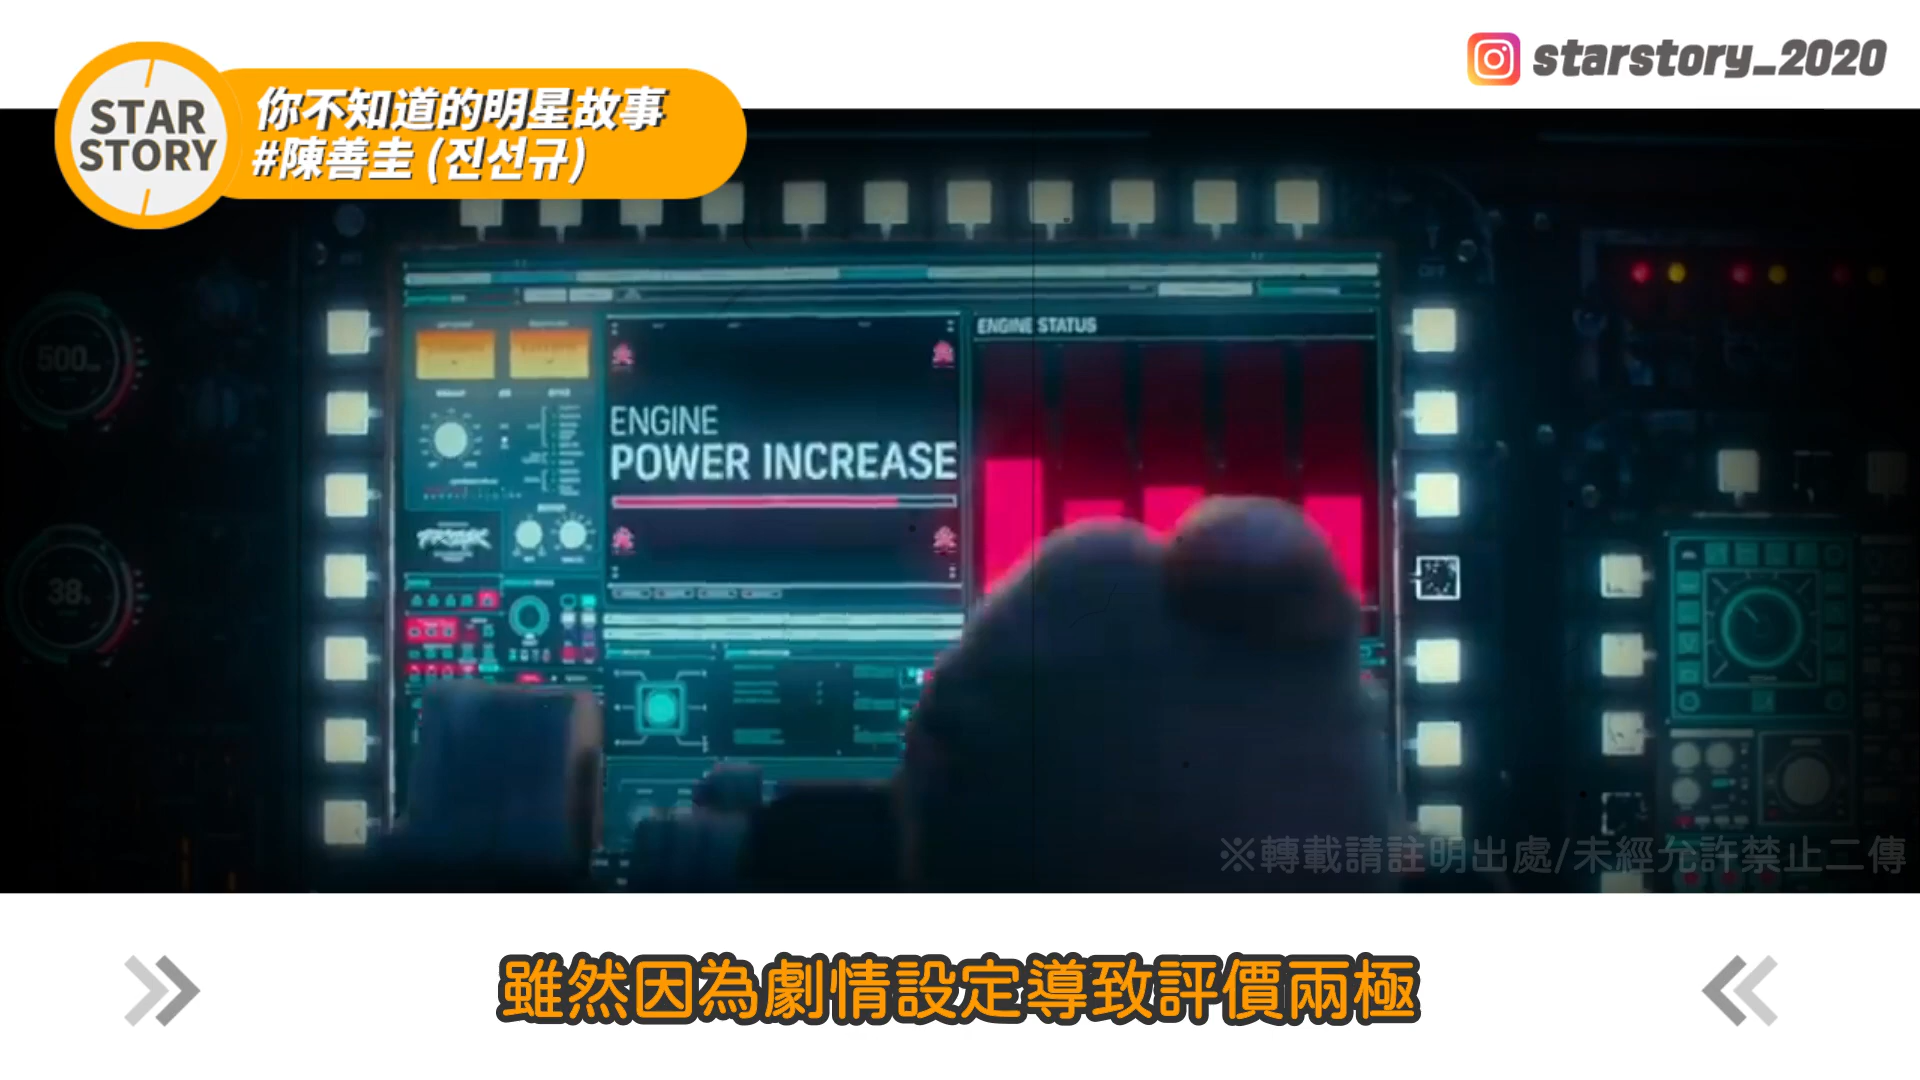 starstory_2020
STAR
STORY
你不知道的明星故事
#陳善圭 (진선규)
ENGINE STATUS
ENGINE
POWER INCREASE
500
38
OFF
※轉載請註明出處/未經允許禁止二傳
雖然因為劇情設定導致評價兩極